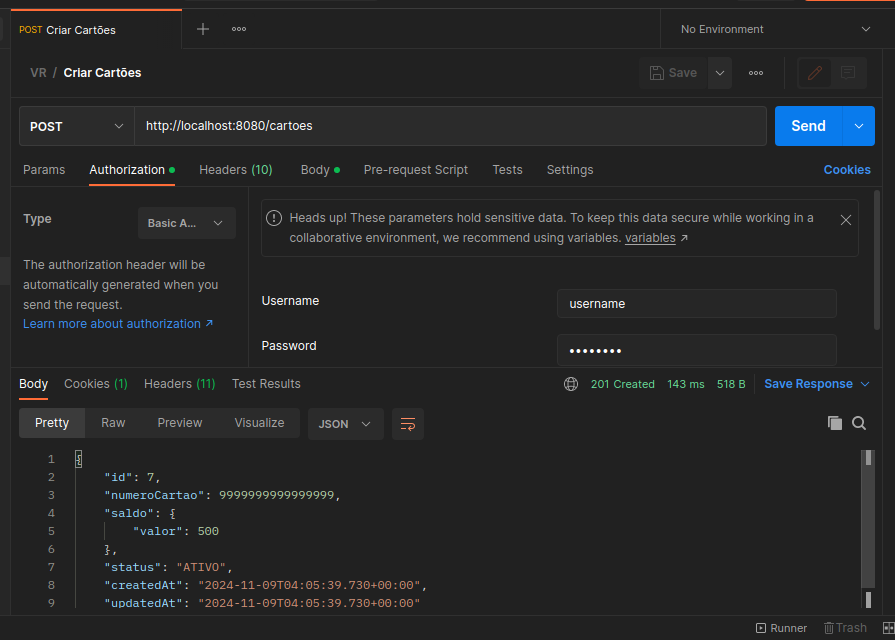 POST Criar Cartões
No Environment
VR / Criar Cartões
Save
POST http://localhost:8080/cartoes Send
Params Authorization Headers (10) Body Pre-request Script Tests Settings Cookies
Type Basic A...
The authorization header will be
automatically generated when you
send the request.
Learn more about authorization ↗
Heads up! These parameters hold sensitive data. To keep this data secure while working in a
collaborative environment, we recommend using variables. variables ↗
Username username
Password ••••••••
Body Cookies (1) Headers (11) Test Results 201 Created 143 ms 518 B Save Response
Pretty Raw Preview Visualize JSON
1 {
2 "id": 7,
3 "numeroCartao": 9999999999999999,
4 "saldo": {
5 "valor": 500
6 },
7 "status": "ATIVO",
8 "createdAt": "2024-11-09T04:05:39.730+00:00",
9 "updatedAt": "2024-11-09T04:05:39.730+00:00"
Runner Trash